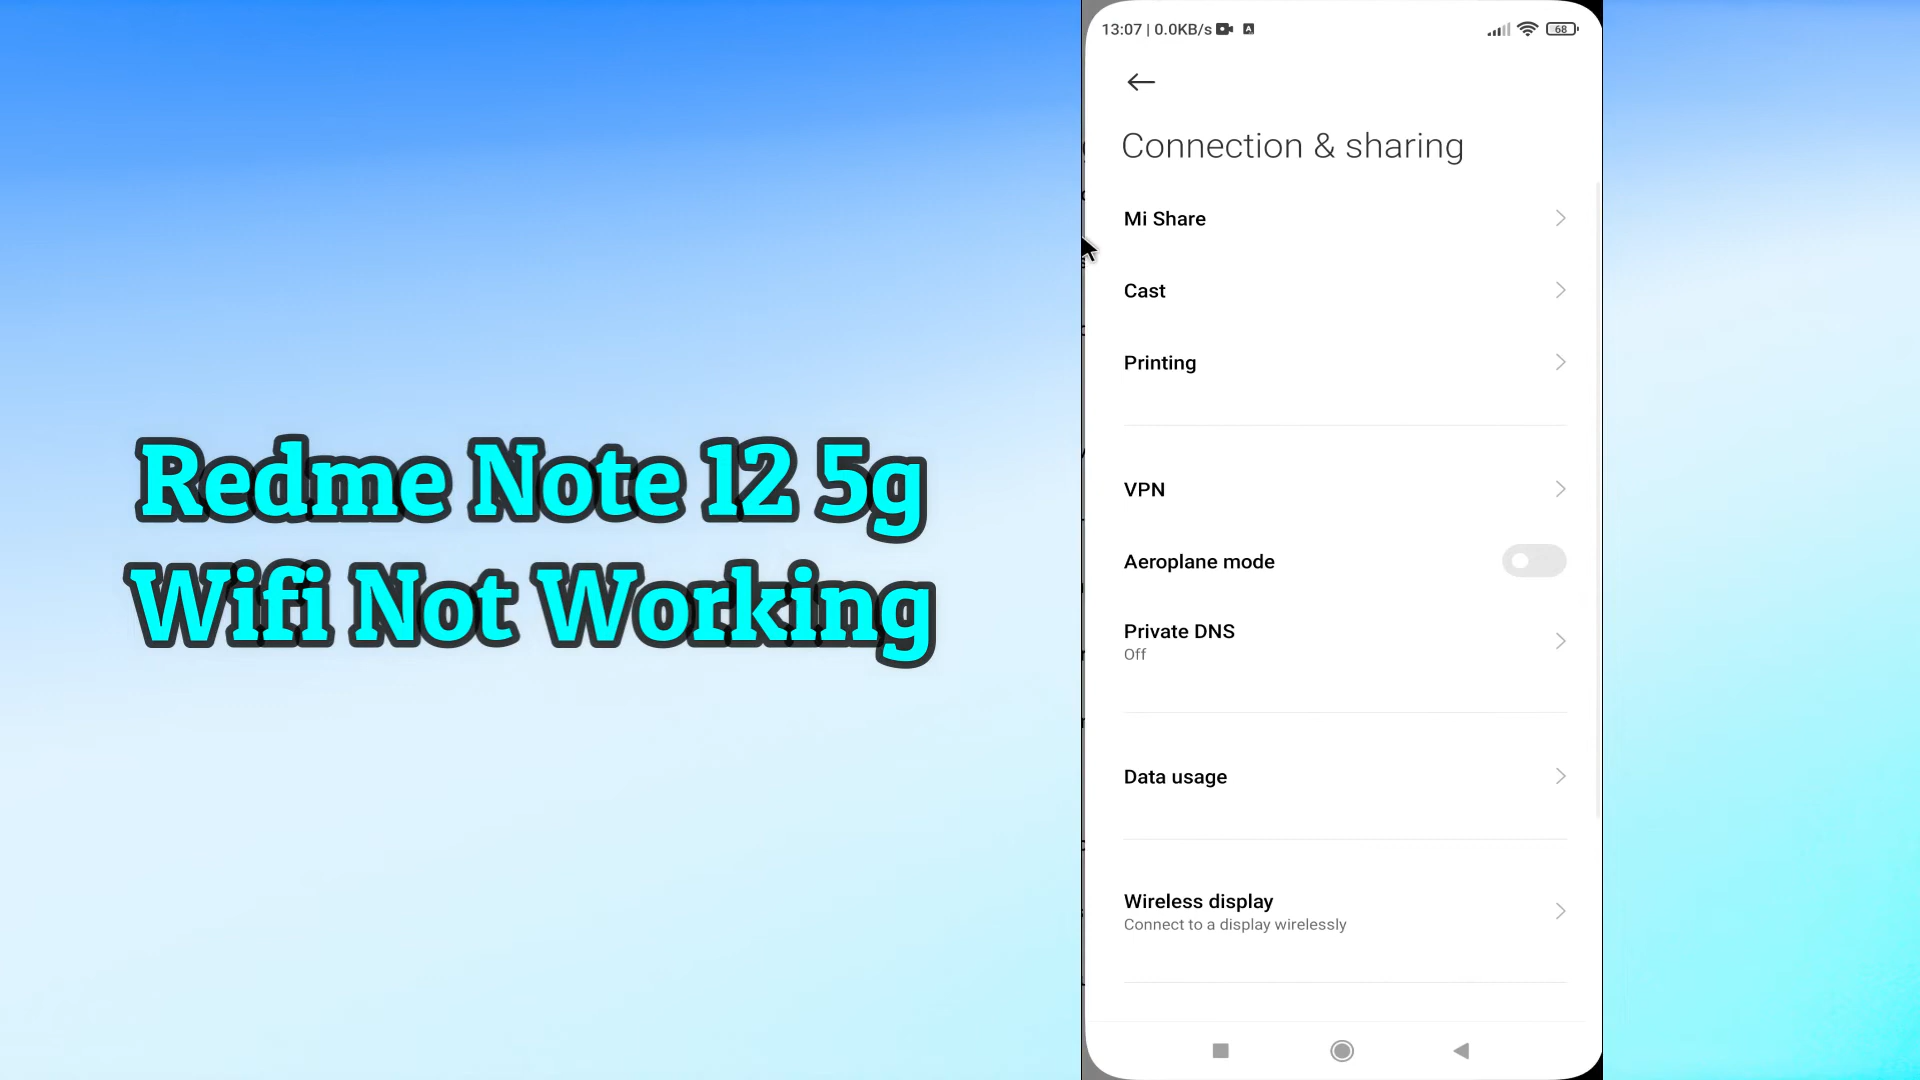 Redme Note 12 5g
Wifi Not Working
13:07 | 0.0KB/s
A
68
Connection & sharing
Mi Share
Cast
Printing
VPN
Aeroplane mode
Private DNS
Off
Data usage
Wireless display
Connect to a display wirelessly